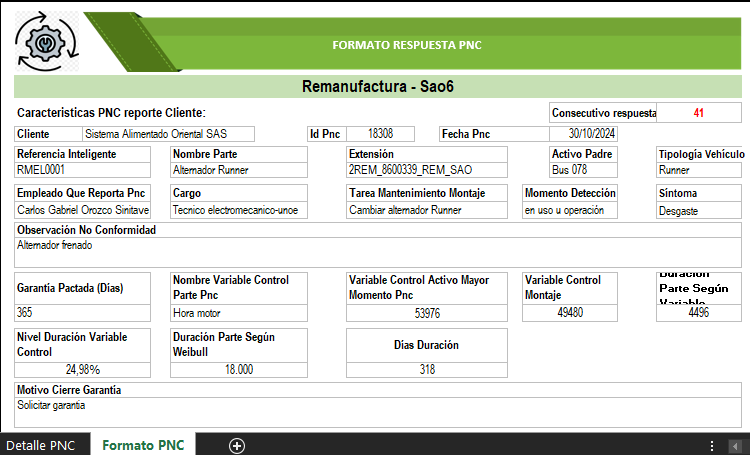 FORMATO RESPUESTA PNC
Remanufactura - Sao6
Caracteristicas PNC reporte Cliente:
Consecutivo respuesta 41
Cliente Sistema Alimentado Oriental SAS Id Pnc 18308 Fecha Pnc 30/10/2024
Referencia Inteligente Nombre Parte Extensión Activo Padre Tipología Vehículo
RMEL0001 Alternador Runner 2REM_8600339_REM_SAO Bus 078 Runner
Empleado Que Reporta Pnc Cargo Tarea Mantenimiento Montaje Momento Detección Sintoma
Carlos Gabriel Orozco Sinitave Tecnico electromecanico-unoe Cambiar alternador Runner en uso u operación Desgaste
Observación No Conformidad
Alternador frenado
Garantia Pactada (Dias) Nombre Variable Control Parte Pnc Variable Control Activo Mayor Momento Pnc Variable Control Montaje Duración Parte Según Variable
365 Hora motor 53976 49480 4496
Nivel Duración Variable Control Duración Parte Según Weibull Dias Duración
24,98% 18.000 318
Motivo Cierre Garantía
Solicitar garantia
Detalle PNC Formato PNC